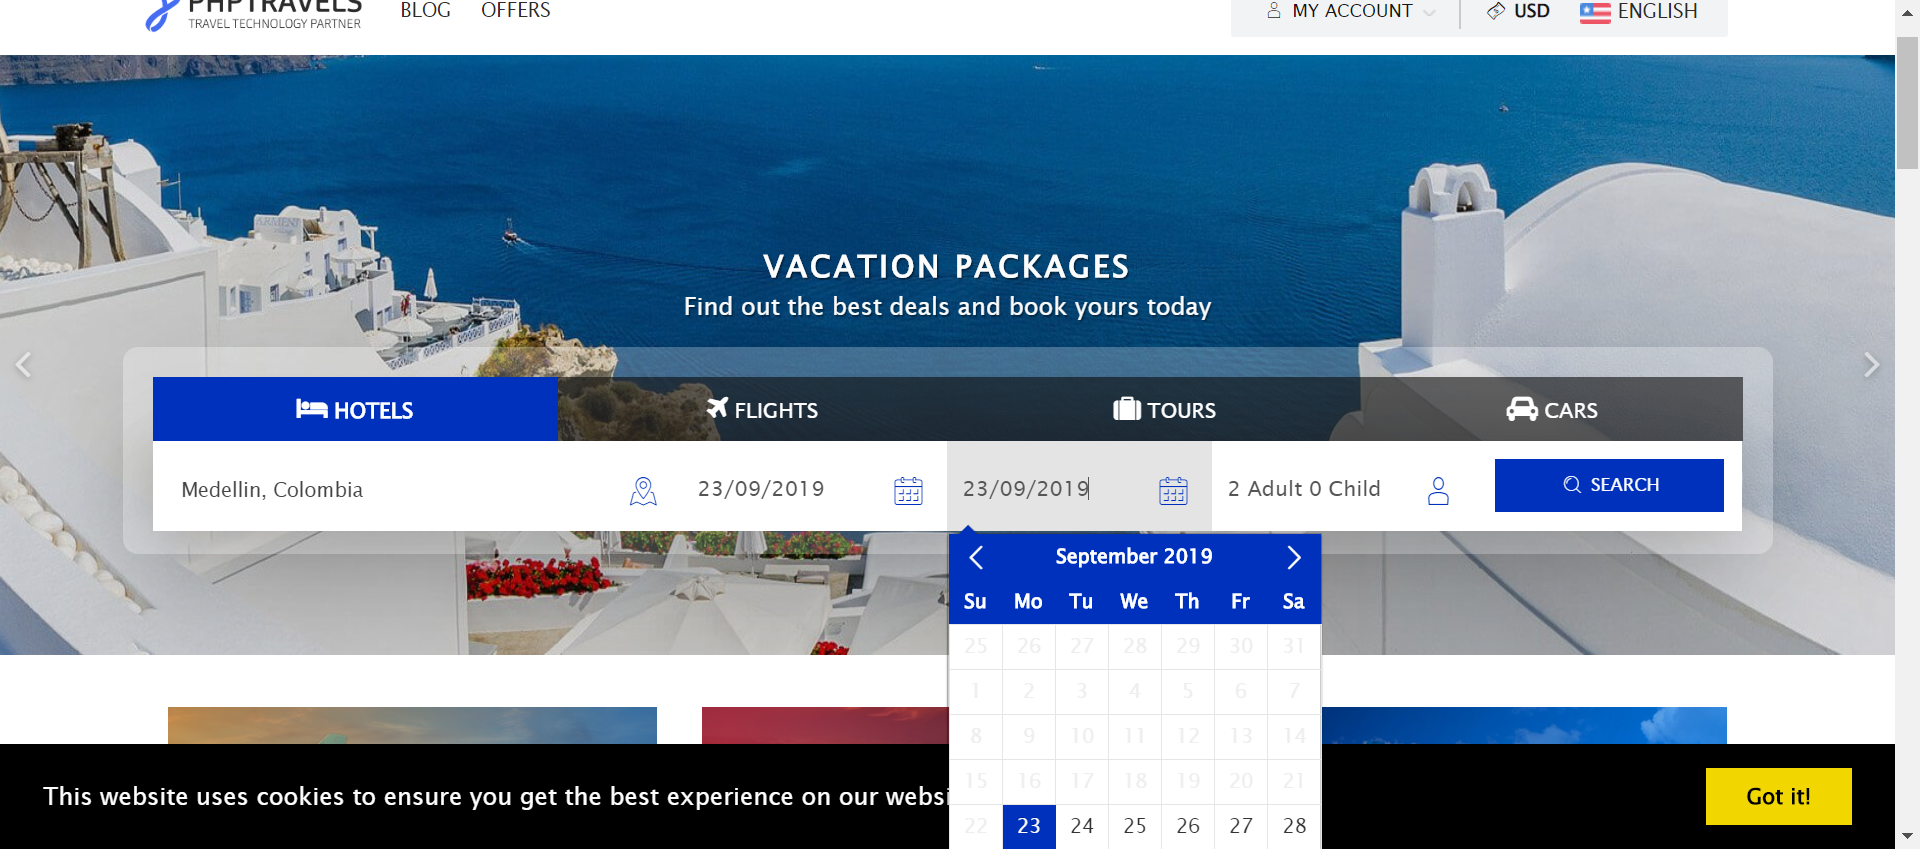 PHPTRAVELS
TRAVEL TECHNOLOGY PARTNER
BLOG OFFERS
MY ACCOUNT USD ENGLISH
VACATION PACKAGES
Find out the best deals and book yours today
HOTELS FLIGHTS TOURS CARS
Medellin, Colombia 23/09/2019 23/09/2019 2 Adult 0 Child SEARCH
September 2019
Su Mo Tu We Th Fr Sa
25 26 27 28 29 30 31
1 2 3 4 5 6 7
8 9 10 11 12 13 14
15 16 17 18 19 20 21
22 23 24 25 26 27 28
This website uses cookies to ensure you get the best experience on our websi
Got it!